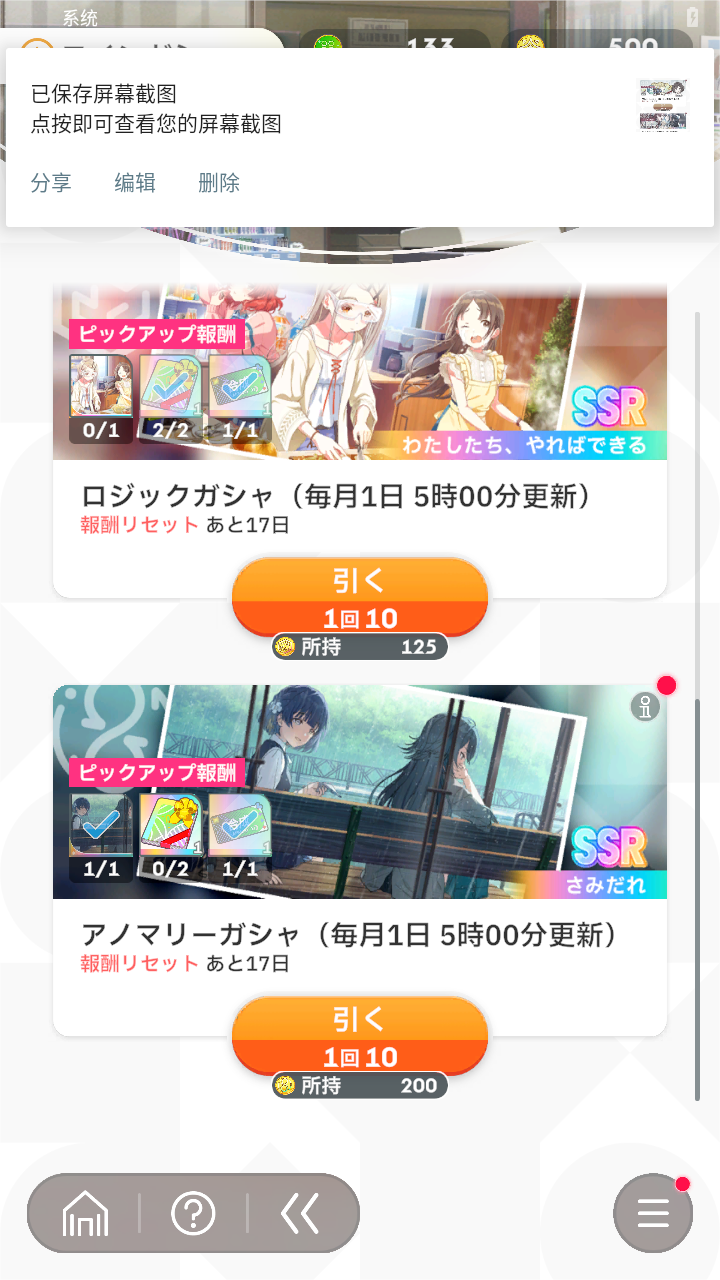 系统
133
500
已保存屏幕截图
点按即可查看您的屏幕截图
分享 编辑 删除
ピックアップ報酬
1 1
0/1 2/2 1/1
SSR
わたしたち、やればできる
ロジックガシャ（毎月1日 5時00分更新）
報酬リセット あと17日
引く
1回 10
所持 125
ピックアップ報酬
1 1
1/1 0/2 1/1
SSR
さみだれ
アノマリーガシャ（毎月1日 5時00分更新）
報酬リセット あと17日
引く
1回 10
所持 200